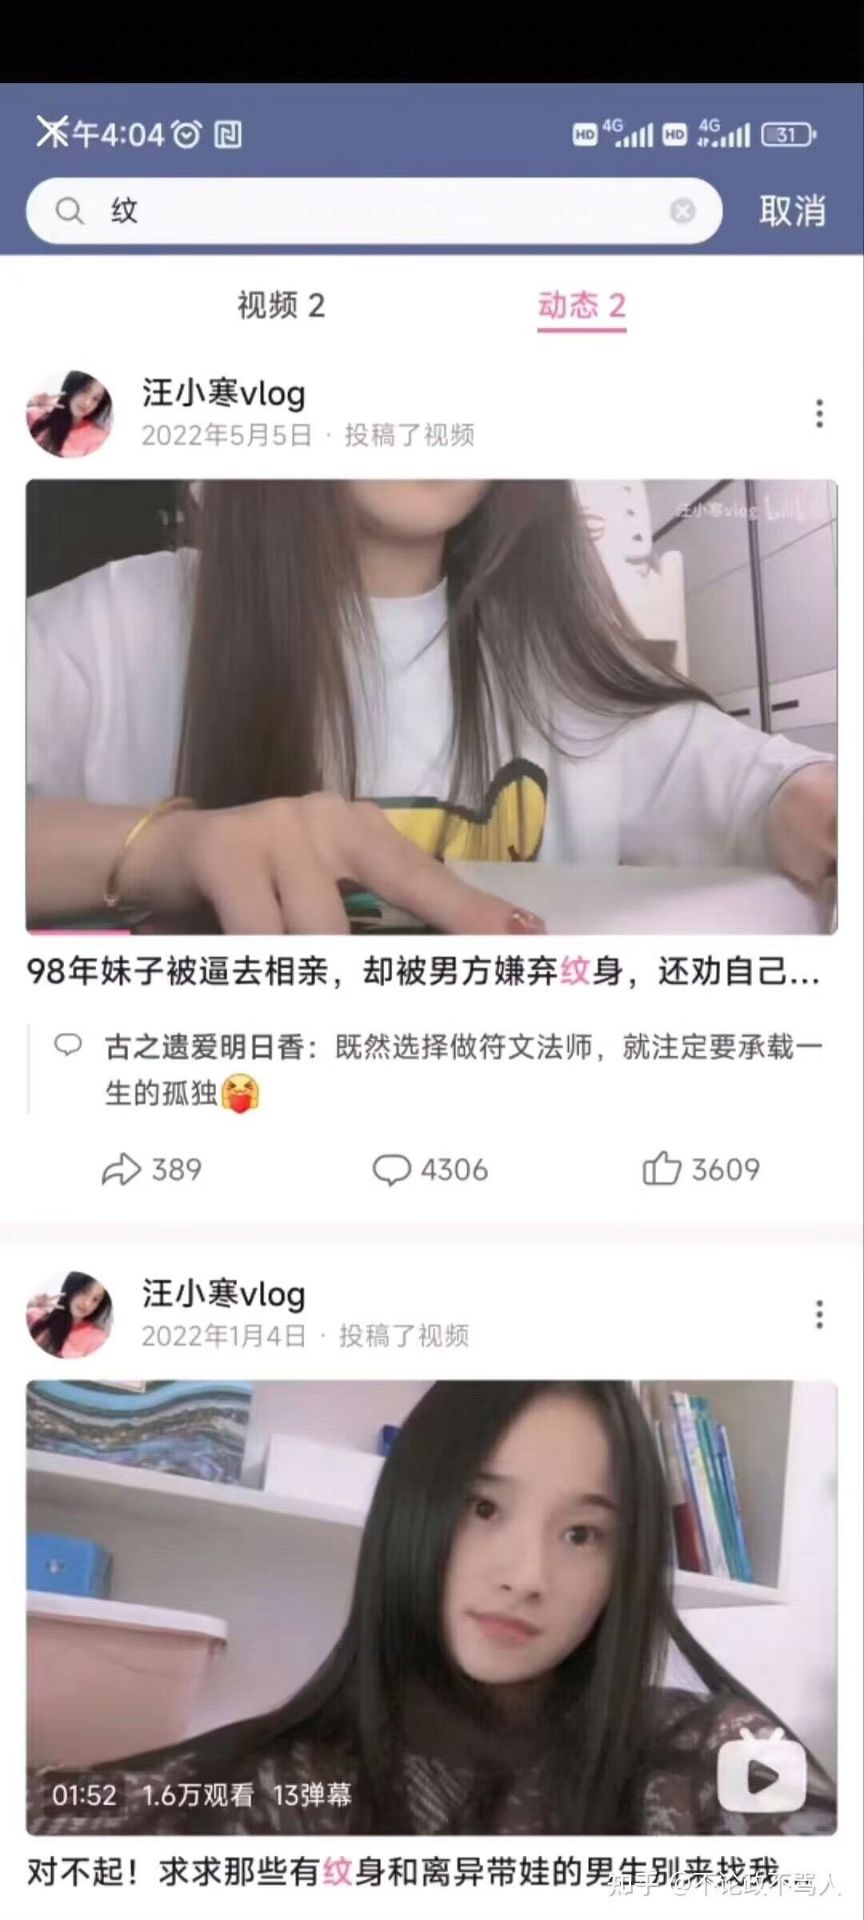 下午4:04
HD 4G HD 4G 31
纹
取消
视频 2
动态 2
汪小寒vlog
2022年5月5日 · 投稿了视频
汪小寒vlog bilibili
98年妹子被逼去相亲，却被男方嫌弃纹身，还劝自己...
古之遗爱明日香：既然选择做符文法师，就注定要承载一
生的孤独
389
4306
3609
汪小寒vlog
2022年1月4日 · 投稿了视频
01:52 1.6万观看 13弹幕
对不起！求求那些有纹身和离异带娃的男生别来找我...
知乎 @不论政不骂人